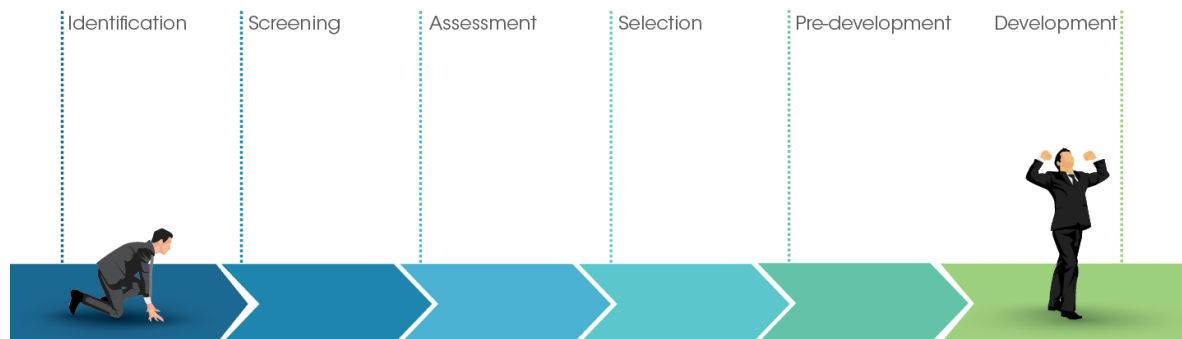 Identification
Screening
Assessment
Selection
Pre-development
Development